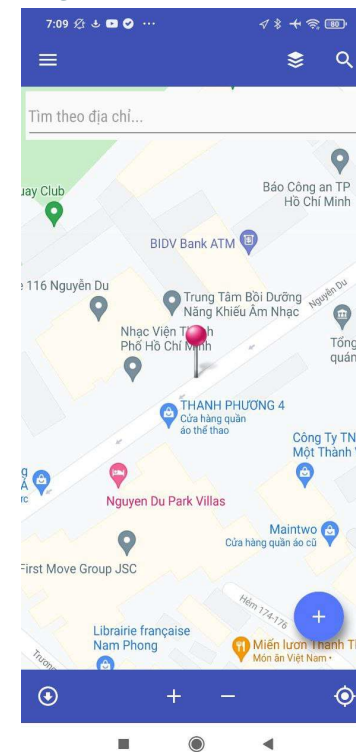 7:09
80
Tìm theo địa chỉ...
uay Club
Báo Công an TP
Hồ Chí Minh
BIDV Bank ATM
116 Nguyễn Du
Trung Tâm Bồi Dưỡng
Năng Khiếu Âm Nhạc
Nguyễn Du
Nhạc Viện
Phố Hồ Chí Minh
Tổng
quán
THANH PHƯƠNG 4
Cửa hàng quần
áo thể thao
Công Ty TN
Một Thành
Nguyen Du Park Villas
Maintwo
Cửa hàng quần áo cũ
First Move Group JSC
Hẻm 174-176
+
Librairie française
Nam Phong
Miến lươn Thanh T
Món ăn Việt Nam •
Trương
+ −